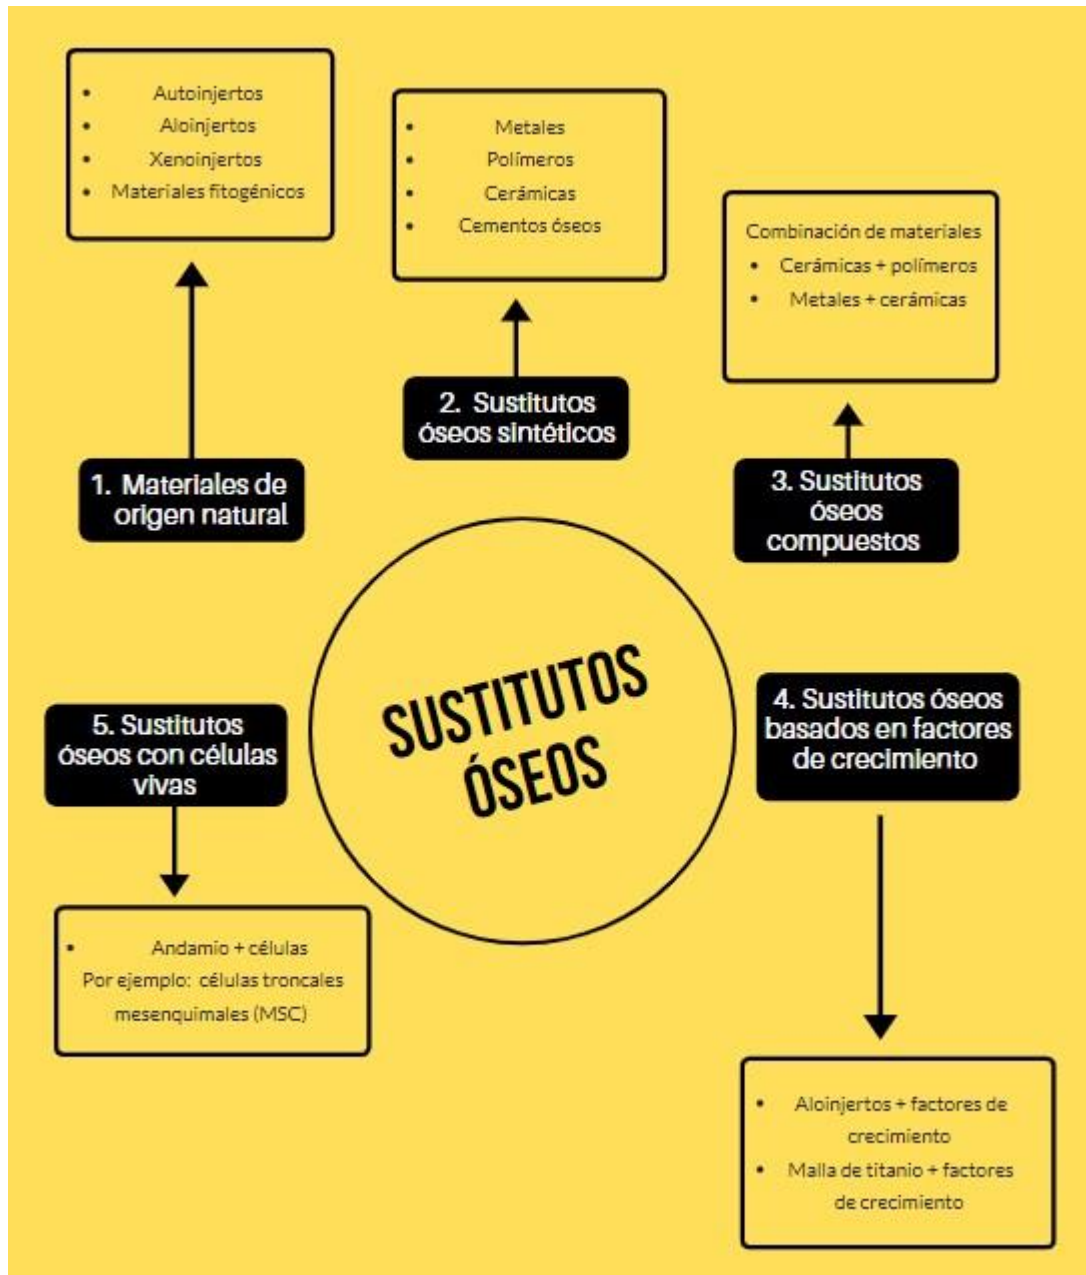 • Autoinjertos
• Aloinjertos
• Xenoinjertos
• Materiales fitogénicos
1. Materiales de
origen natural
• Metales
• Polímeros
• Cerámicas
• Cementos óseos
2. Sustitutos
óseos sintéticos
Combinación de materiales
• Cerámicas + polímeros
• Metales + cerámicas
3. Sustitutos
óseos
compuestos
SUSTITUTOS
ÓSEOS
4. Sustitutos óseos
basados en factores
de crecimiento
• Aloinjertos + factores de
crecimiento
• Malla de titanio + factores
de crecimiento
5. Sustitutos
óseos con células
vivas
• Andamio + células
Por ejemplo: células troncales
mesenquimales (MSC)